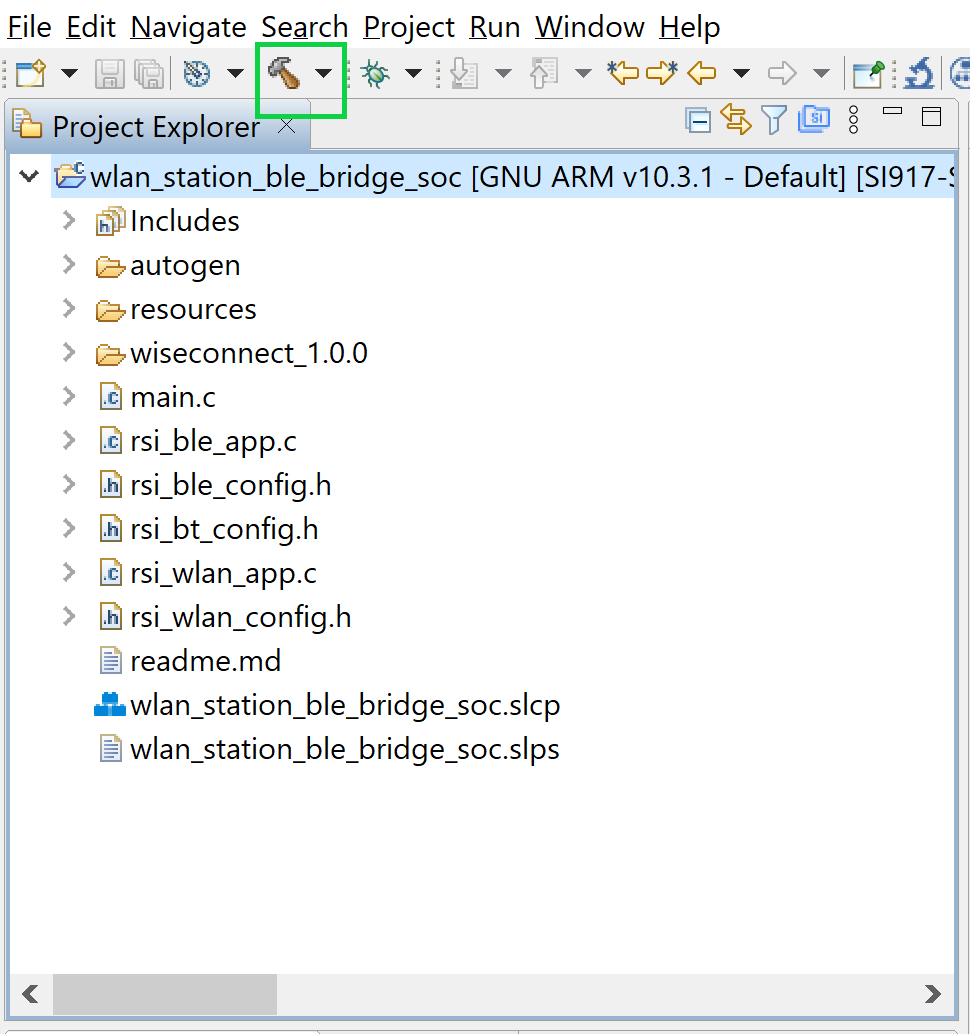 File Edit Navigate Search Project Run Window Help
Project Explorer
wlan_station_ble_bridge_soc [GNU ARM v10.3.1 - Default] [SI917-S
Includes
autogen
resources
wiseconnect_1.0.0
main.c
rsi_ble_app.c
rsi_ble_config.h
rsi_bt_config.h
rsi_wlan_app.c
rsi_wlan_config.h
readme.md
wlan_station_ble_bridge_soc.slcp
wlan_station_ble_bridge_soc.slps